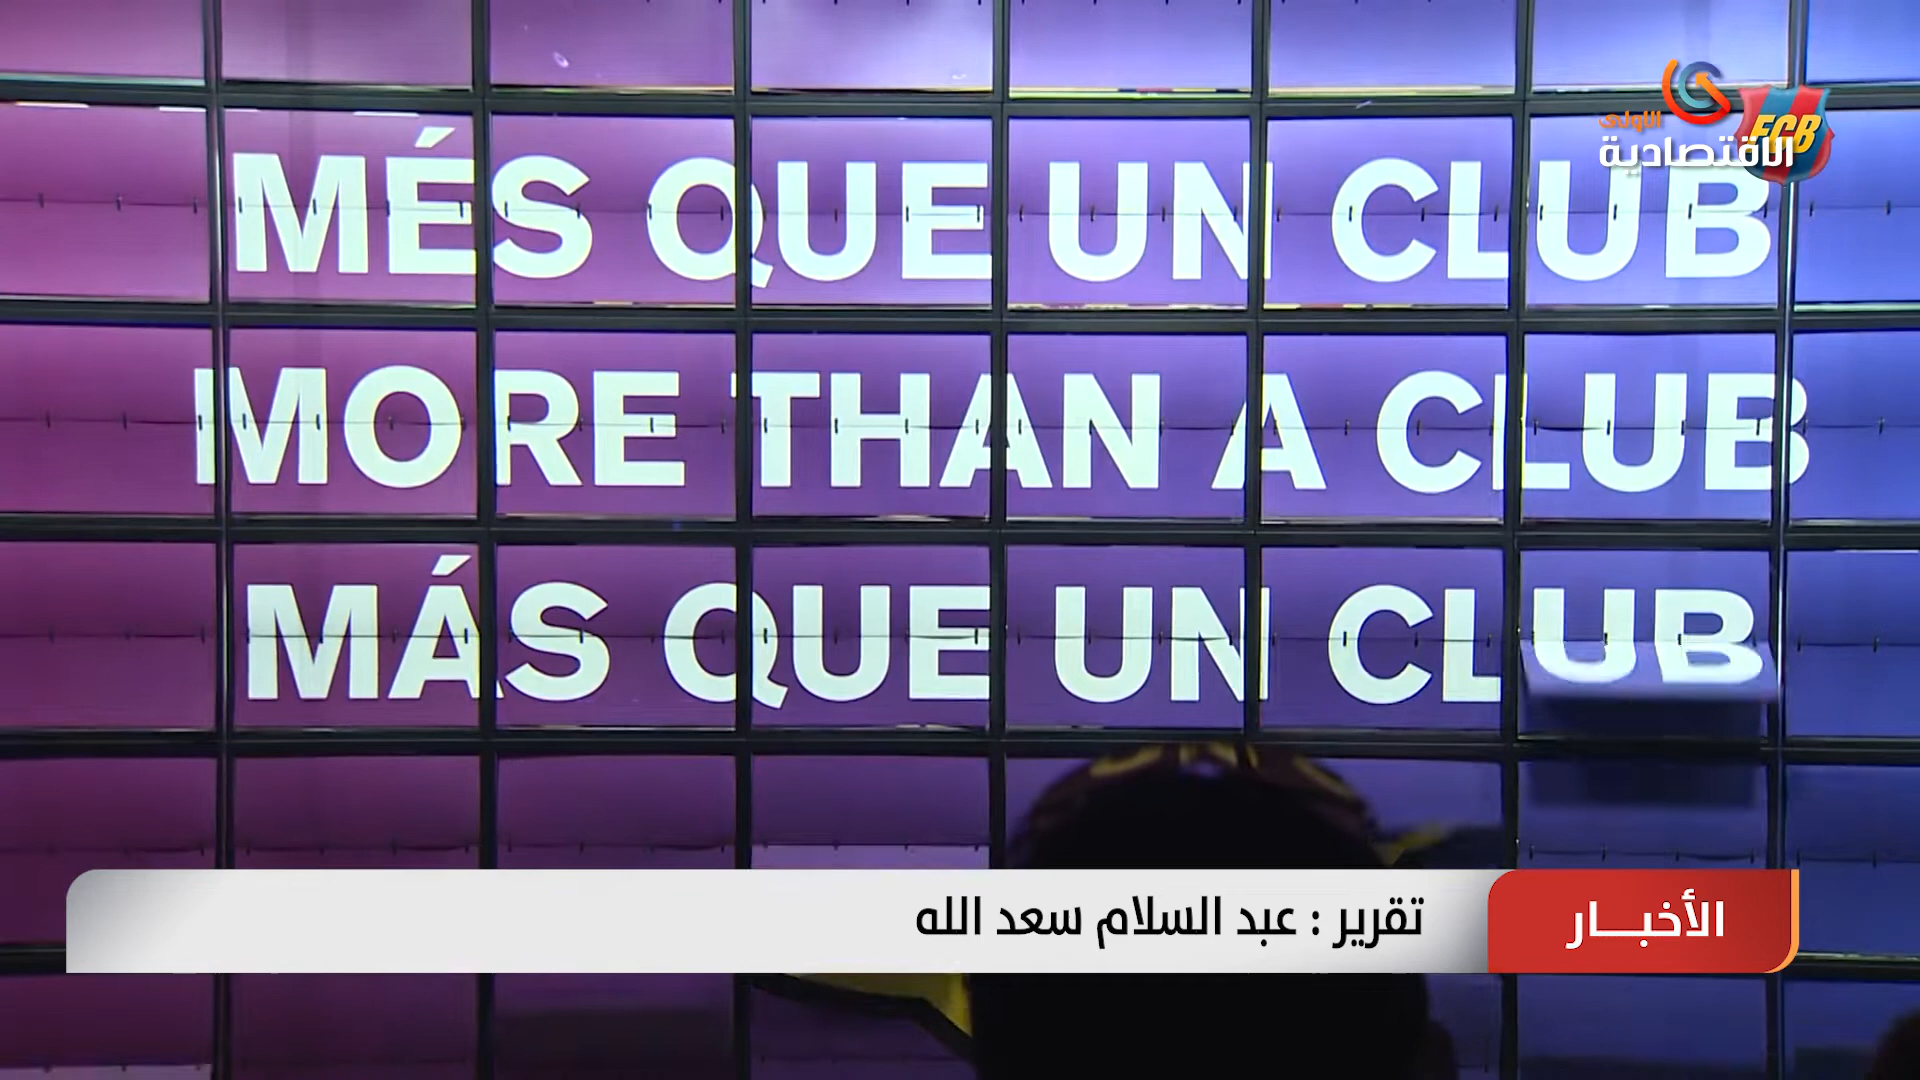 الأولى
الاقتصادية
FCB
MÉS QUE UN CLUB
MORE THAN A CLUB
MÁS QUE UN CLUB
الأخبار
تقرير : عبد السلام سعد الله